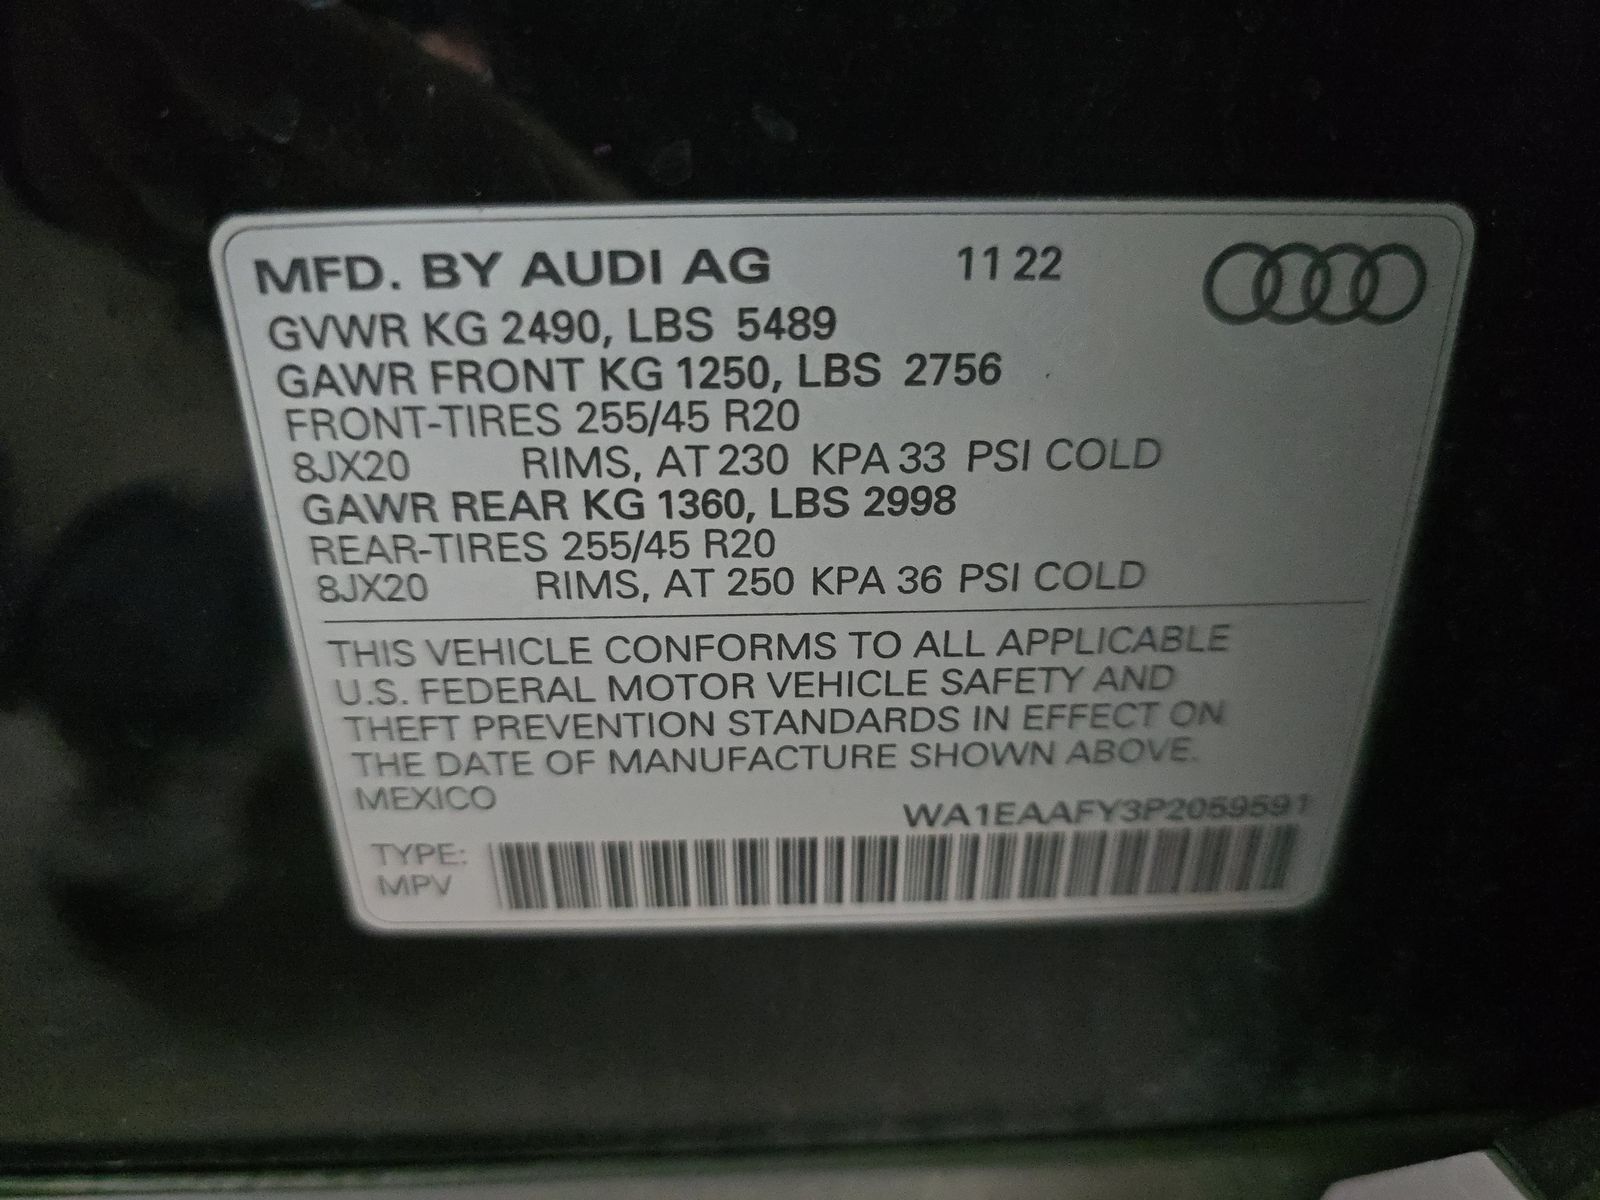 MFD. BY AUDI AG 11 22
GVWR KG 2490, LBS 5489
GAWR FRONT KG 1250, LBS 2756
FRONT-TIRES 255/45 R20
8JX20 RIMS, AT 230 KPA 33 PSI COLD
GAWR REAR KG 1360, LBS 2998
REAR-TIRES 255/45 R20
8JX20 RIMS, AT 250 KPA 36 PSI COLD
THIS VEHICLE CONFORMS TO ALL APPLICABLE
U.S. FEDERAL MOTOR VEHICLE SAFETY AND
THEFT PREVENTION STANDARDS IN EFFECT ON
THE DATE OF MANUFACTURE SHOWN ABOVE.
MEXICO
WA1EAAFY3P2059591
TYPE:
MPV